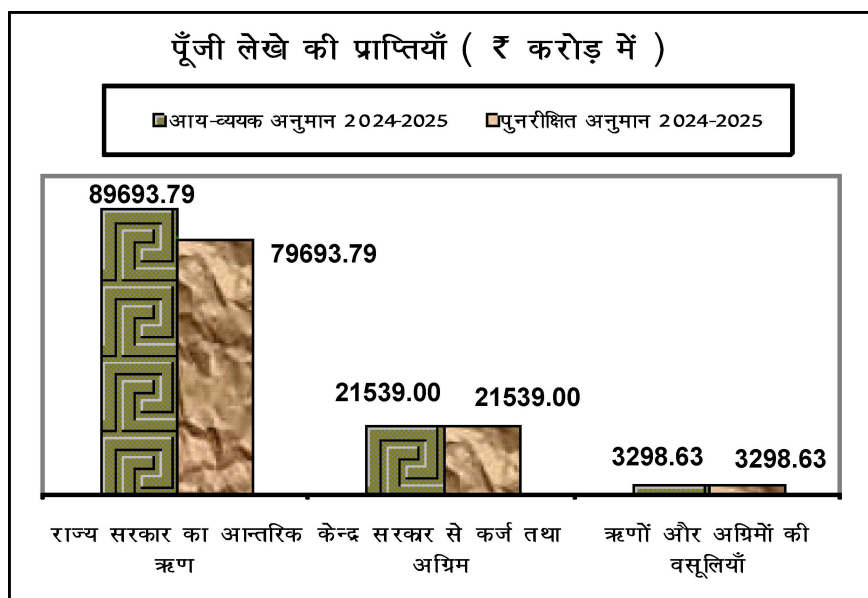 पूँजी लेखे की प्राप्तियाँ ( ₹ करोड़ में )
आय-व्ययक अनुमान 2024-2025 पुनरीक्षित अनुमान 2024-2025
89693.79
79693.79
21539.00 21539.00
3298.63 3298.63
राज्य सरकार का आन्तरिक ऋण
केन्द्र सरकार से कर्ज तथा अग्रिम
ऋणों और अग्रिमों की वसूलियाँ